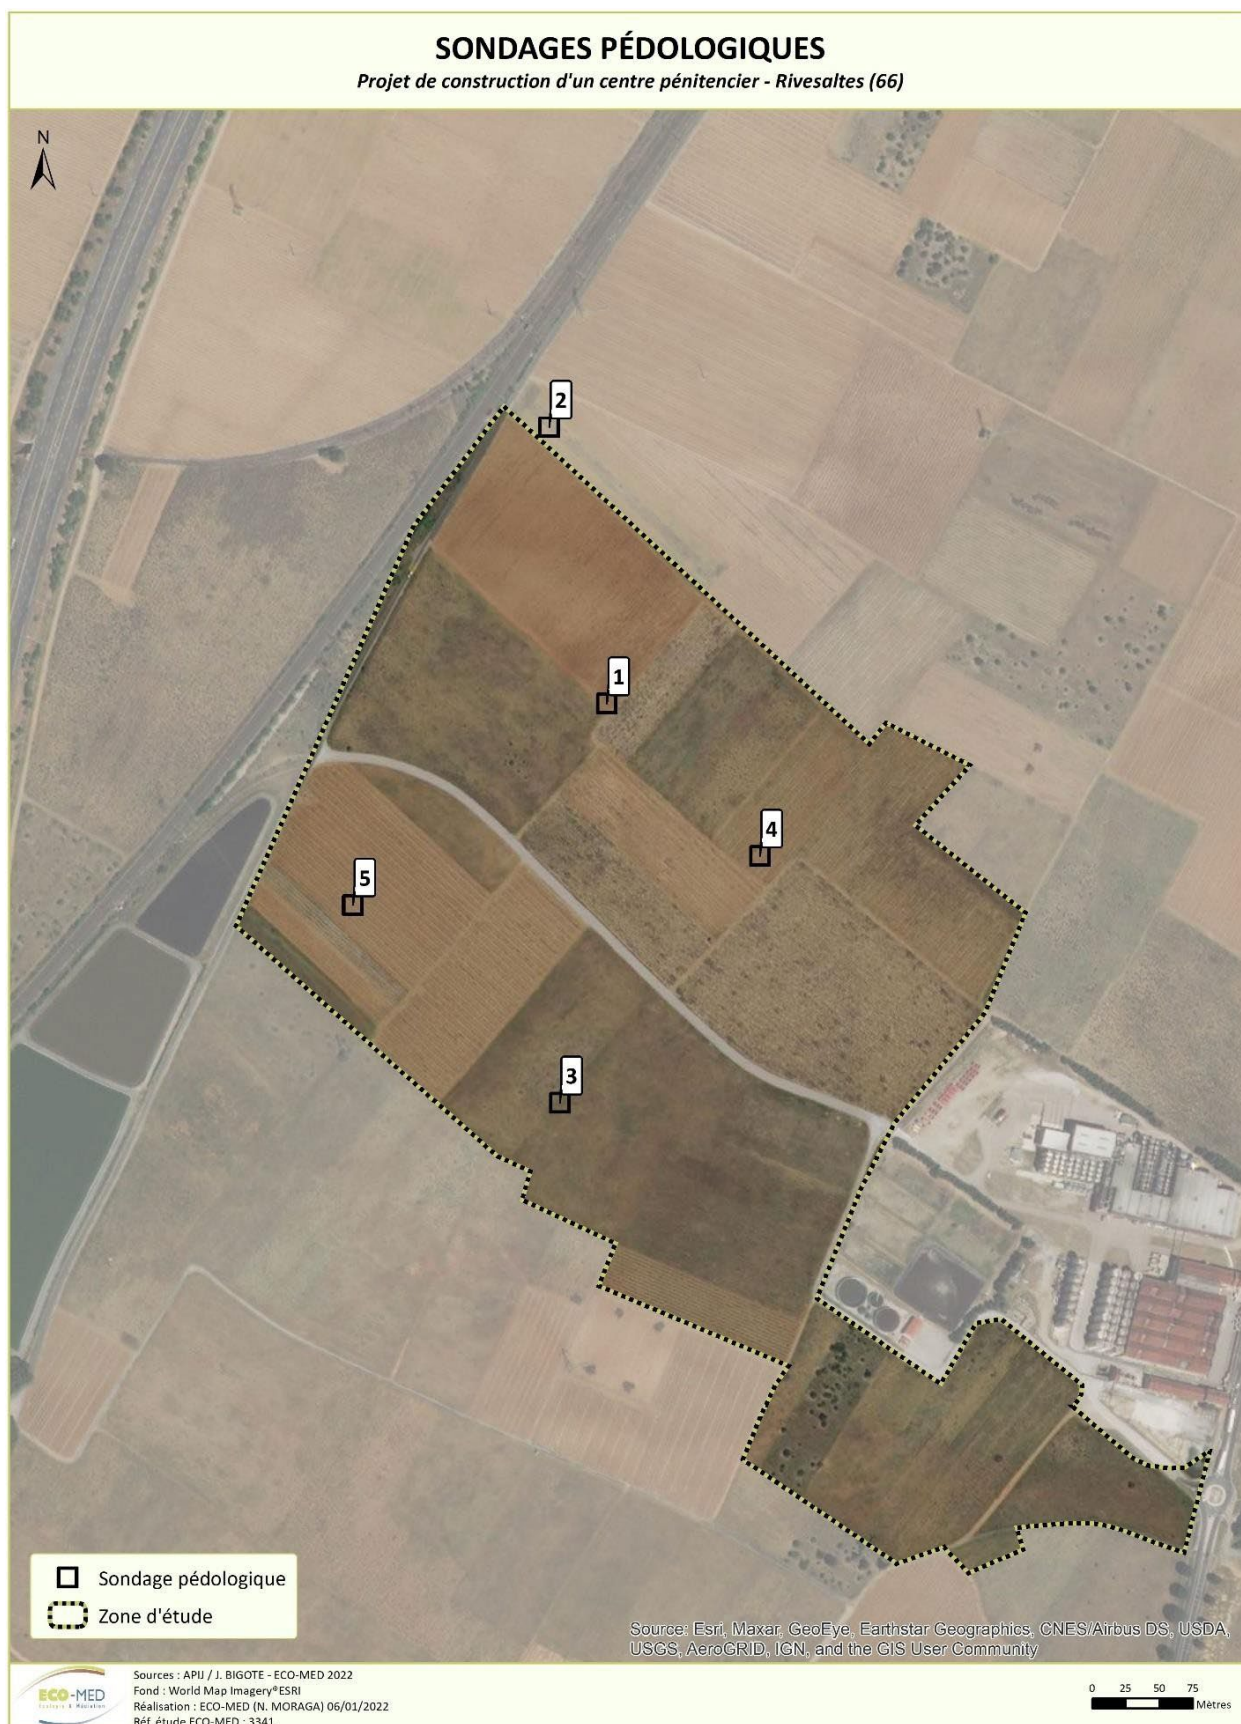 SONDAGES PÉDOLOGIQUES
Projet de construction d'un centre pénitencier - Rivesaltes (66)
N
2
1
4
5
3
Sondage pédologique
Zone d'étude
Source: Esri, Maxar, GeoEye, Earthstar Geographics, CNES/Airbus DS, USDA,
USGS, AeroGRID, IGN, and the GIS User Community
ECO-MED
Ecologie & Médiation
Sources : APIJ / J. BIGOTE - ECO-MED 2022
Fond : World Map Imagery®ESRI
Réalisation : ECO-MED (N. MORAGA) 06/01/2022
Réf. étude ECO-MED : 3341
0 25 50 75
Mètres